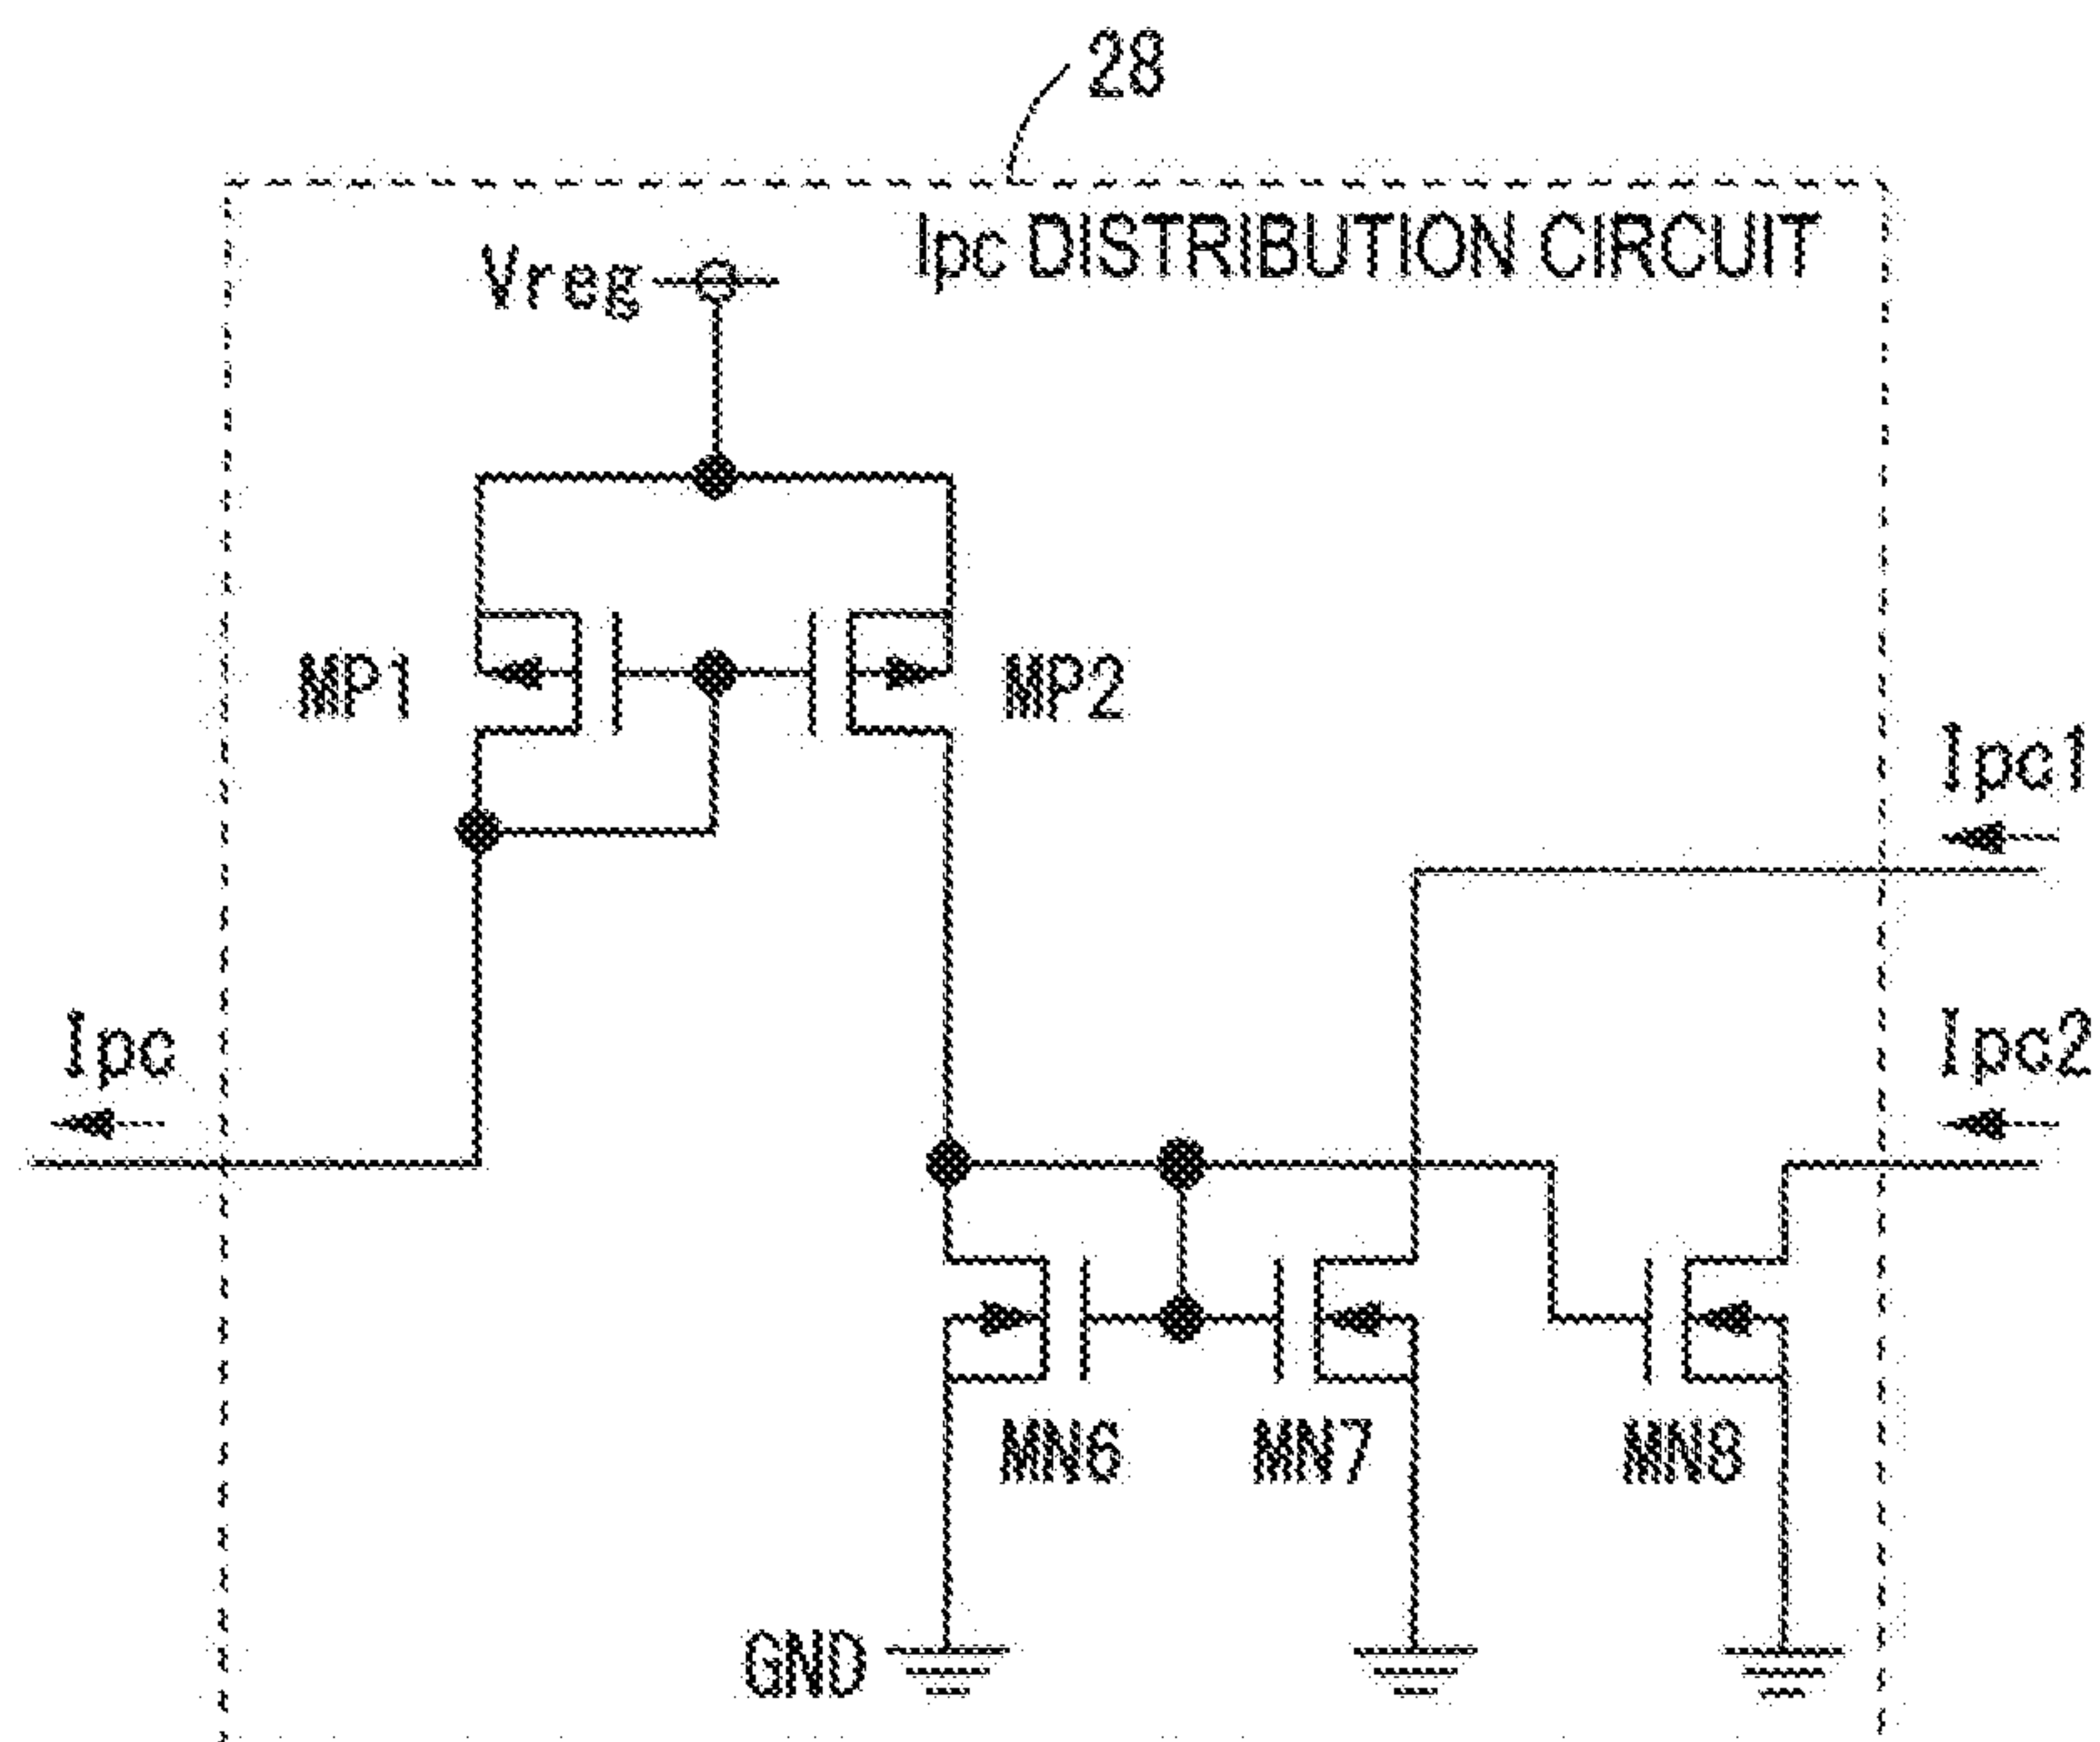 28
Ipc DISTRIBUTION CIRCUIT
Vreg
MP1
MP2
Ipc1
Ipc
Ipc2
MN6
MN7
MN8
GND